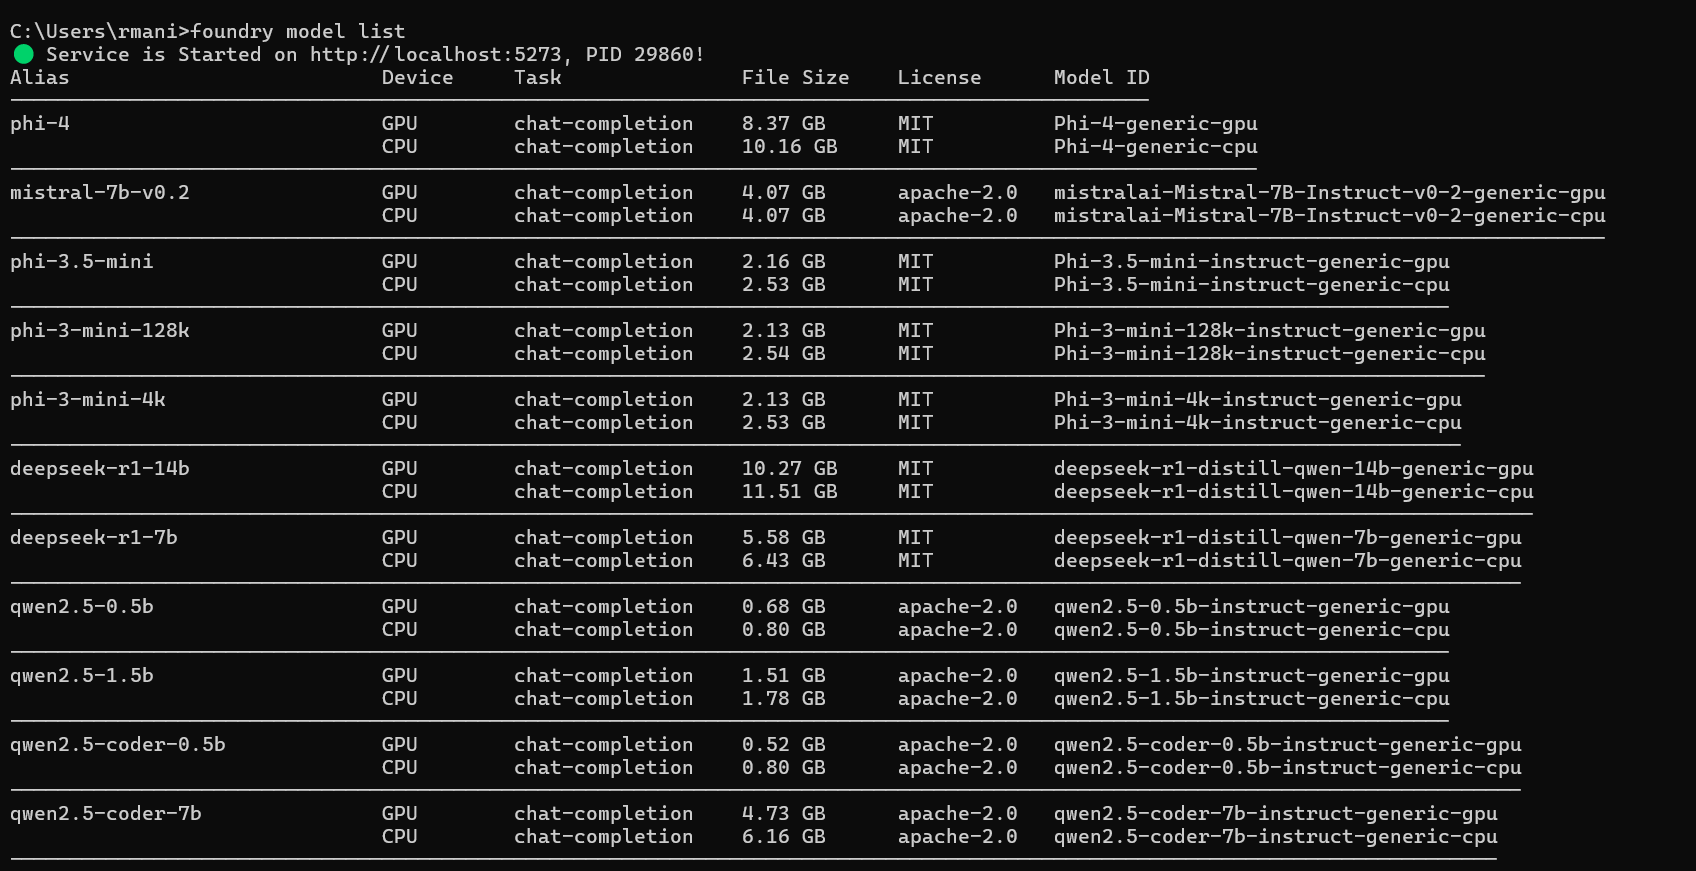 C:\Users\rmani>foundry model list
🟢 Service is Started on http://localhost:5273, PID 29860!
Alias Device Task File Size License Model ID
phi-4 GPU chat-completion 8.37 GB MIT Phi-4-generic-gpu
CPU chat-completion 10.16 GB MIT Phi-4-generic-cpu
mistral-7b-v0.2 GPU chat-completion 4.07 GB apache-2.0 mistralai-Mistral-7B-Instruct-v0-2-generic-gpu
CPU chat-completion 4.07 GB apache-2.0 mistralai-Mistral-7B-Instruct-v0-2-generic-cpu
phi-3.5-mini GPU chat-completion 2.16 GB MIT Phi-3.5-mini-instruct-generic-gpu
CPU chat-completion 2.53 GB MIT Phi-3.5-mini-instruct-generic-cpu
phi-3-mini-128k GPU chat-completion 2.13 GB MIT Phi-3-mini-128k-instruct-generic-gpu
CPU chat-completion 2.54 GB MIT Phi-3-mini-128k-instruct-generic-cpu
phi-3-mini-4k GPU chat-completion 2.13 GB MIT Phi-3-mini-4k-instruct-generic-gpu
CPU chat-completion 2.53 GB MIT Phi-3-mini-4k-instruct-generic-cpu
deepseek-r1-14b GPU chat-completion 10.27 GB MIT deepseek-r1-distill-qwen-14b-generic-gpu
CPU chat-completion 11.51 GB MIT deepseek-r1-distill-qwen-14b-generic-cpu
deepseek-r1-7b GPU chat-completion 5.58 GB MIT deepseek-r1-distill-qwen-7b-generic-gpu
CPU chat-completion 6.43 GB MIT deepseek-r1-distill-qwen-7b-generic-cpu
qwen2.5-0.5b GPU chat-completion 0.68 GB apache-2.0 qwen2.5-0.5b-instruct-generic-gpu
CPU chat-completion 0.80 GB apache-2.0 qwen2.5-0.5b-instruct-generic-cpu
qwen2.5-1.5b GPU chat-completion 1.51 GB apache-2.0 qwen2.5-1.5b-instruct-generic-gpu
CPU chat-completion 1.78 GB apache-2.0 qwen2.5-1.5b-instruct-generic-cpu
qwen2.5-coder-0.5b GPU chat-completion 0.52 GB apache-2.0 qwen2.5-coder-0.5b-instruct-generic-gpu
CPU chat-completion 0.80 GB apache-2.0 qwen2.5-coder-0.5b-instruct-generic-cpu
qwen2.5-coder-7b GPU chat-completion 4.73 GB apache-2.0 qwen2.5-coder-7b-instruct-generic-gpu
CPU chat-completion 6.16 GB apache-2.0 qwen2.5-coder-7b-instruct-generic-cpu